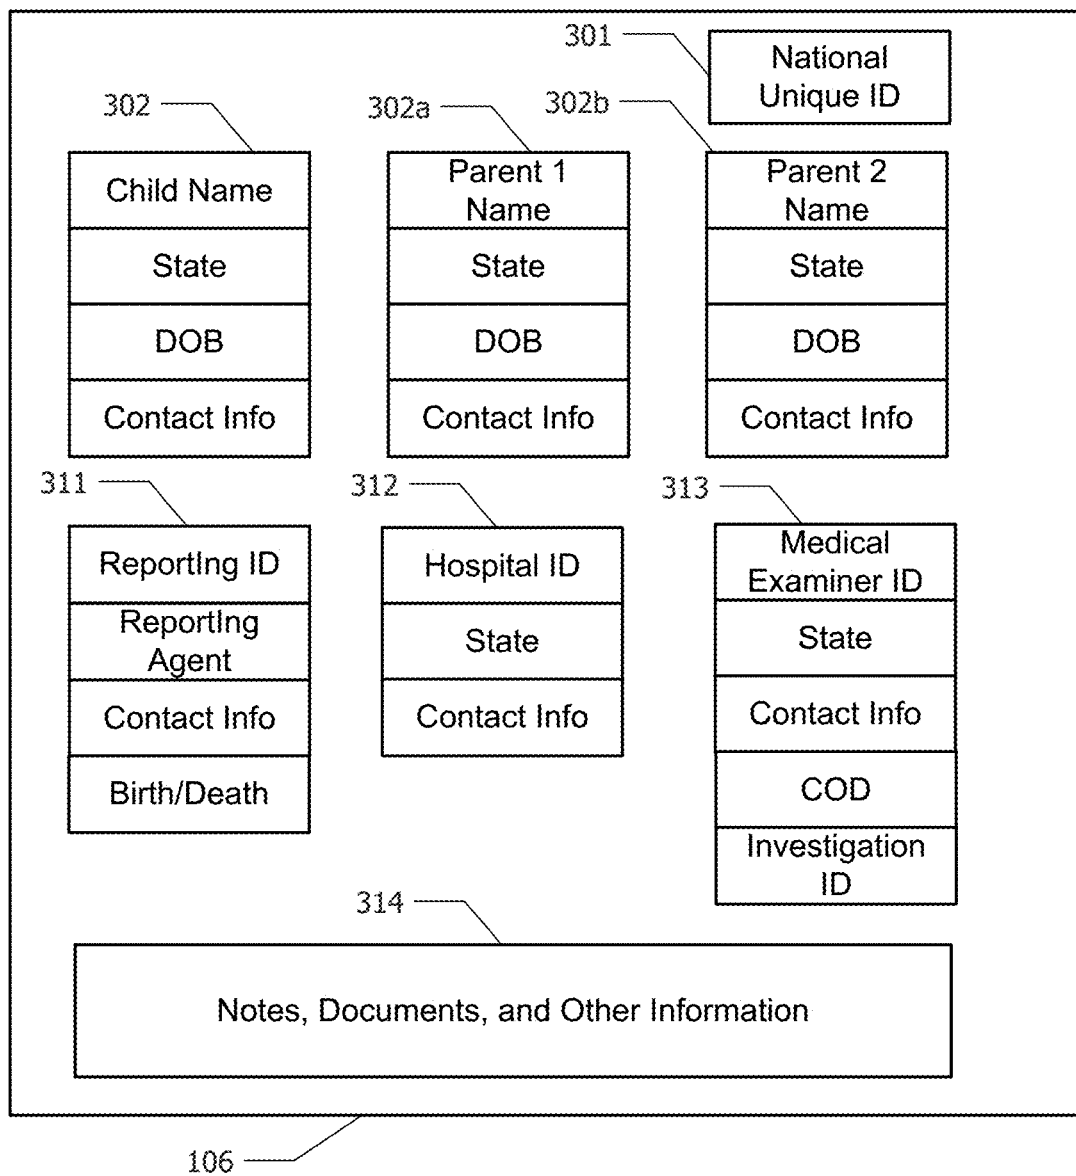 301
National
Unique ID
302
302a
302b
Child Name
State
DOB
Contact Info
Parent 1
Name
State
DOB
Contact Info
Parent 2
Name
State
DOB
Contact Info
311
312
313
ReportIng ID
ReportIng
Agent
Contact Info
Birth/Death
Hospital ID
State
Contact Info
Medical
Examiner ID
State
Contact Info
COD
Investigation
ID
314
Notes, Documents, and Other Information
106